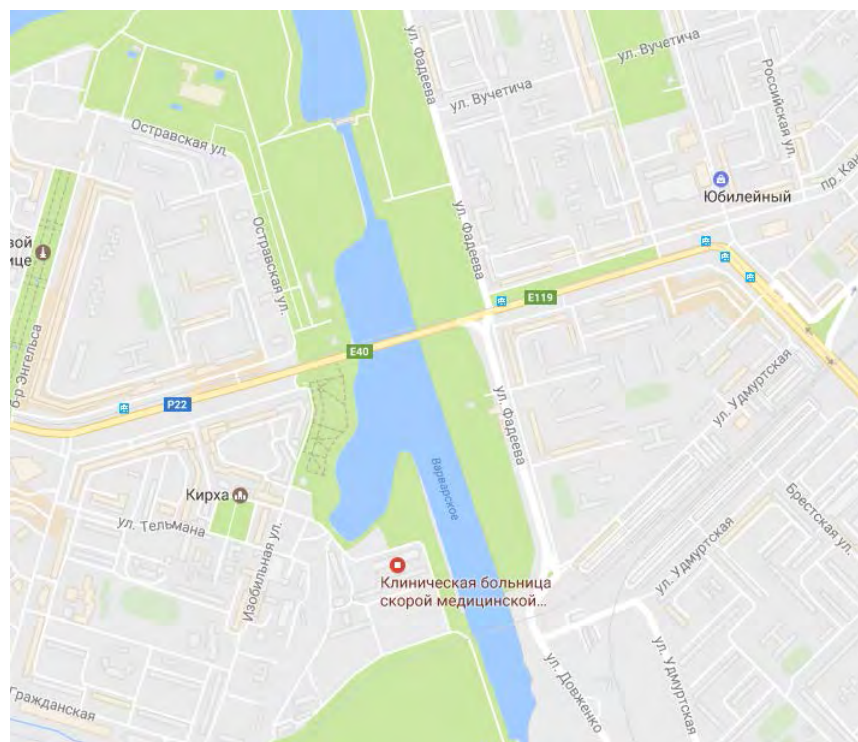 ул. Фадеева
ул. Вучетича
ул. Вучетича
Российская ул.
Остравская ул.
Юбилейный
пр. Кан
вой
ице
Остравская ул.
ул. Фадеева
E119
E40
б-р Энгельса
P22
ул. Удмуртская
ул. Фадеева
Варварское
Кирха
ул. Тельмана
Брестская ул.
Изобильная ул.
ул. Удмуртская
Клиническая больница
скорой медицинской...
ул. Довженко
ул. Удмуртская
Гражданская